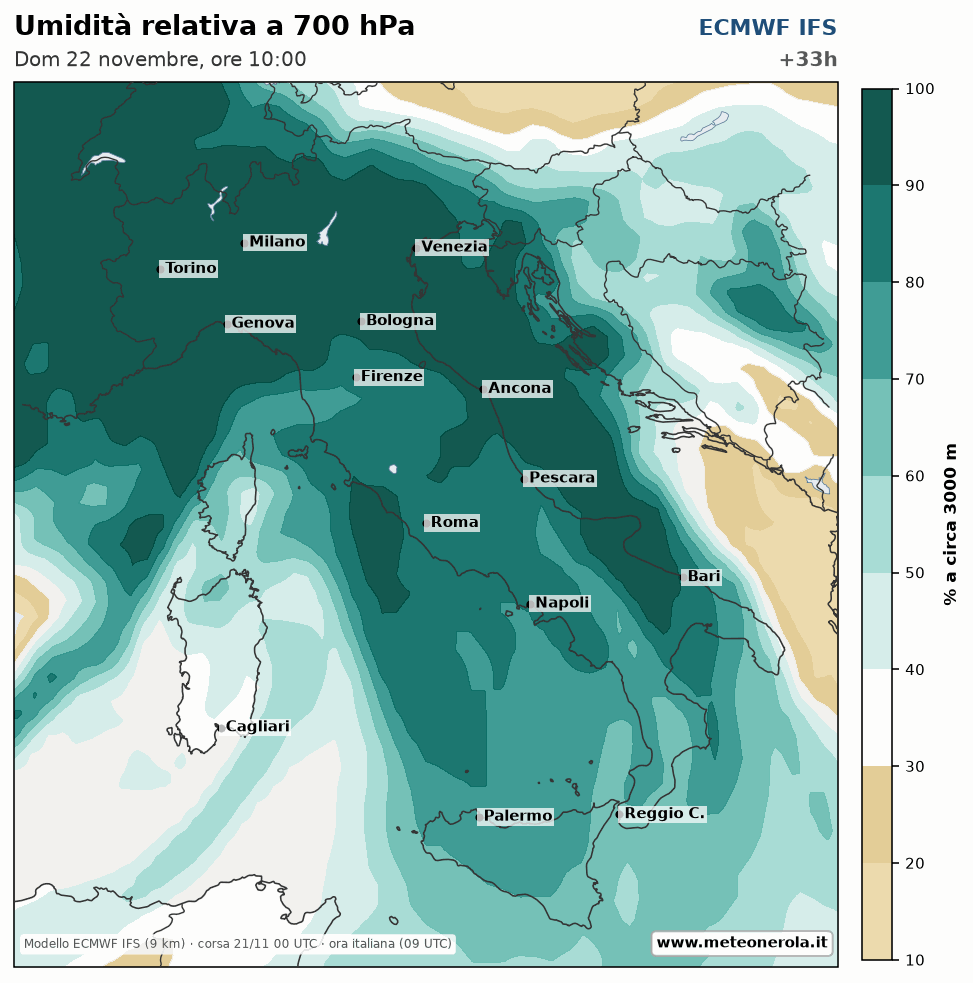 Umidità relativa a 700 hPa
ECMWF IFS
Dom 22 novembre, ore 10:00
+33h
100
90
80
70
60
50
40
30
20
10
% a circa 3000 m
Milano
Venezia
Torino
Genova
Bologna
Firenze
Ancona
Pescara
Roma
Bari
Napoli
Cagliari
Palermo
Reggio C.
Modello ECMWF IFS (9 km) · corsa 21/11 00 UTC · ora italiana (09 UTC)
www.meteonerola.it